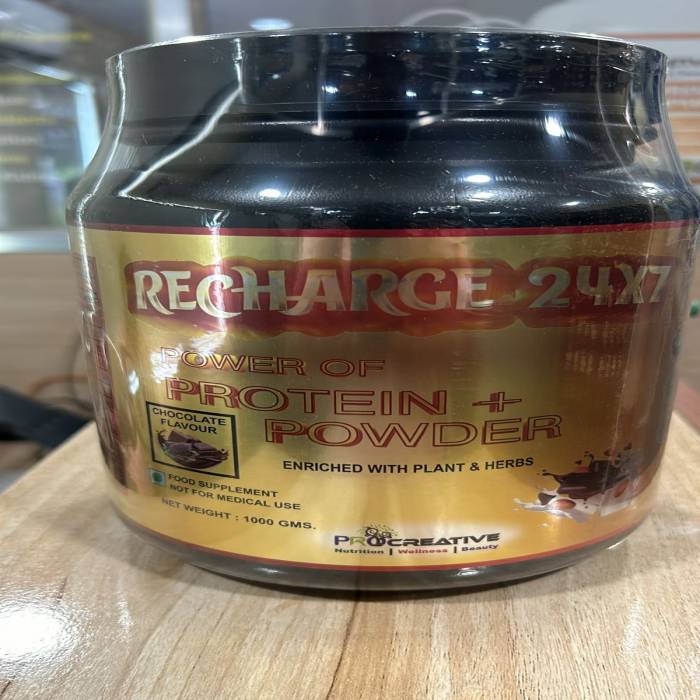 RECHARGE 24X7
POWER OF
PROTEIN +
POWDER
CHOCOLATE
FLAVOUR
ENRICHED WITH PLANT & HERBS
FOOD SUPPLEMENT
NOT FOR MEDICAL USE
NET WEIGHT : 1000 GMS.
PROCREATIVE
Nutrition | Wellness | Beauty